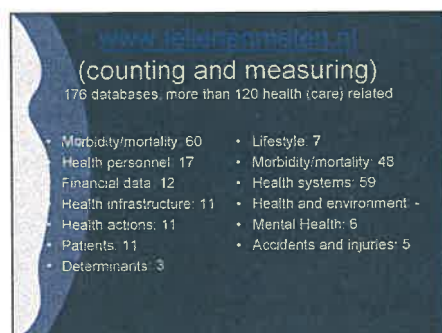 www.tellenenmeten.nl
(counting and measuring)
176 databases, more than 120 health (care) related
• Morbidity/mortality: 60
• Health personnel: 17
Financial data: 12
Health infrastructure: 11
• Health actions: 11
• Patients: 11
• Determinants: 3
• Lifestyle: 7
• Morbidity/mortality: 48
• Health systems: 59
• Health and environment: -
• Mental Health: 6
• Accidents and injuries: 5